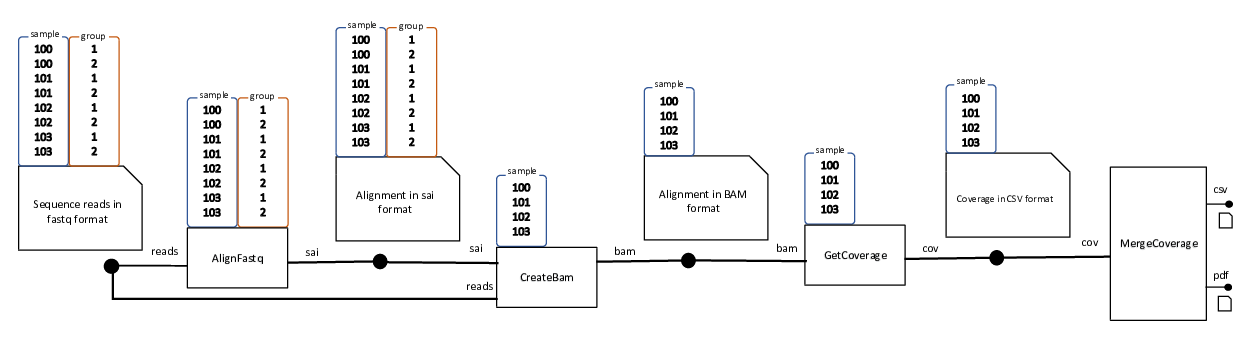 sample group
100 1
100 2
101 1
101 2
102 1
102 2
103 1
103 2
Sequence reads in
fastq format
reads
sample group
100 1
100 2
101 1
101 2
102 1
102 2
103 1
103 2
AlignFastq
sai
sample group
100 1
100 2
101 1
101 2
102 1
102 2
103 1
103 2
Alignment in sai
format
sai
reads
sample
100
101
102
103
CreateBam
bam
sample
100
101
102
103
Alignment in BAM
format
bam
sample
100
101
102
103
GetCoverage
cov
sample
100
101
102
103
Coverage in CSV format
cov
MergeCoverage
csv
pdf